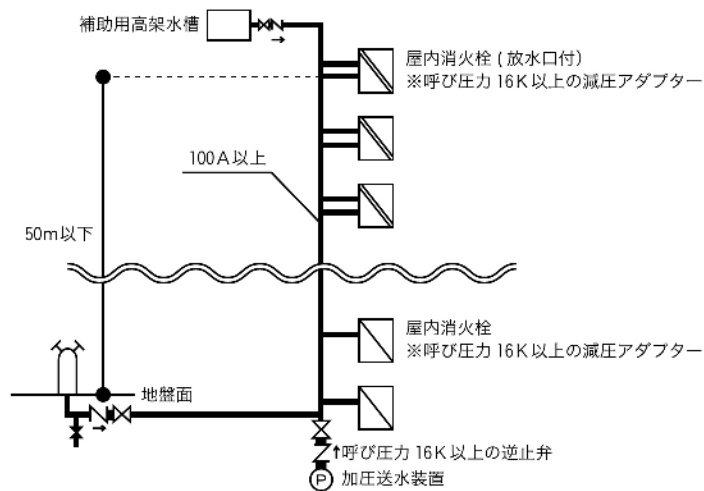 補助用高架水槽
屋内消火栓 ( 放水口付)
※呼び圧力 16K以上の減圧アダプター
100A以上
50m以下
屋内消火栓
※呼び圧力 16K以上の減圧アダプター
地盤面
呼び圧力 16K以上の逆止弁
P 加圧送水装置